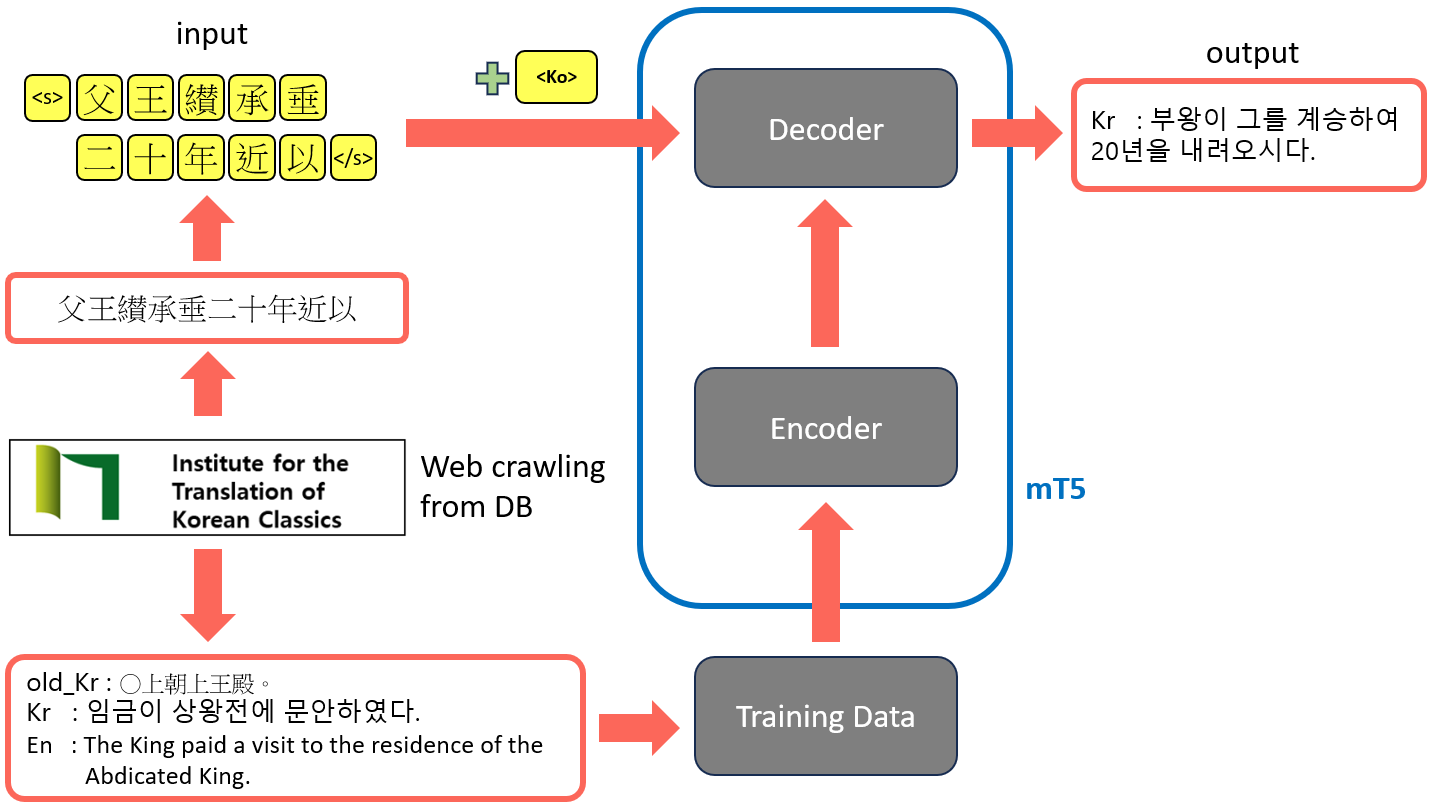 input
<s> 父 王 纉 承 垂
二 十 年 近 以 </s>
<Ko>
Decoder
output
Kr : 부왕이 그를 계승하여
20년을 내려오시다.
父王纉承垂二十年近以
Encoder
mT5
Institute for the
Translation of
Korean Classics
Web crawling
from DB
old_Kr : ○上朝上王殿。
Kr : 임금이 상왕전에 문안하였다.
En : The King paid a visit to the residence of the
Abdicated King.
Training Data